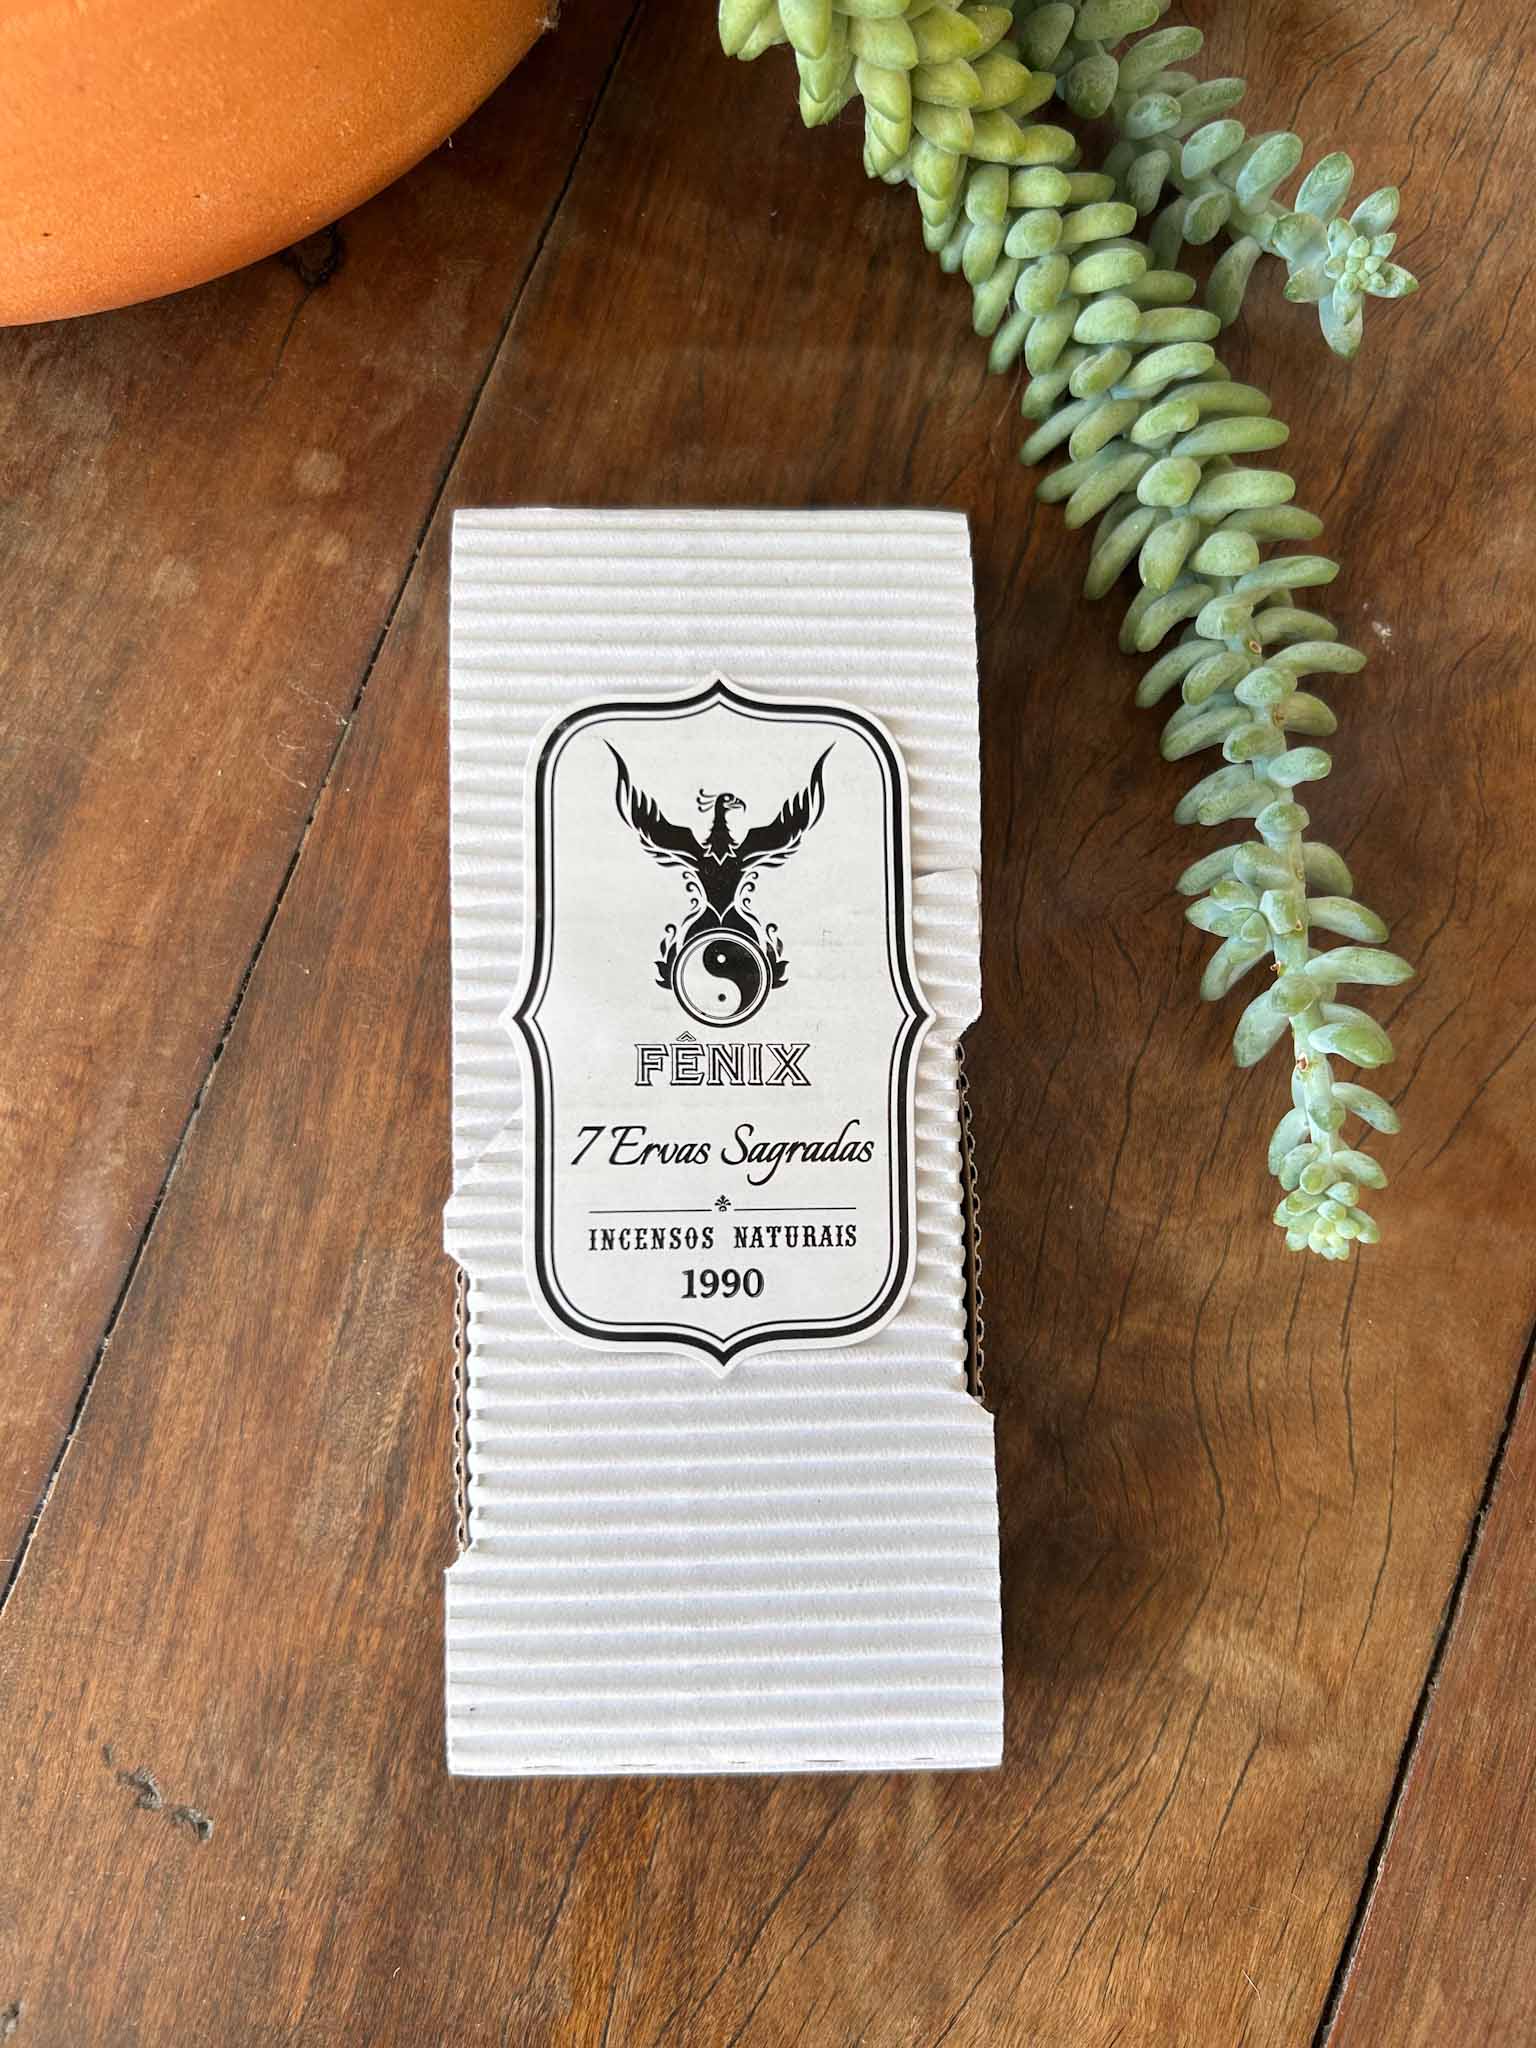 FÊNIX
7 Ervas Sagradas
INCENSOS NATURAIS
1990